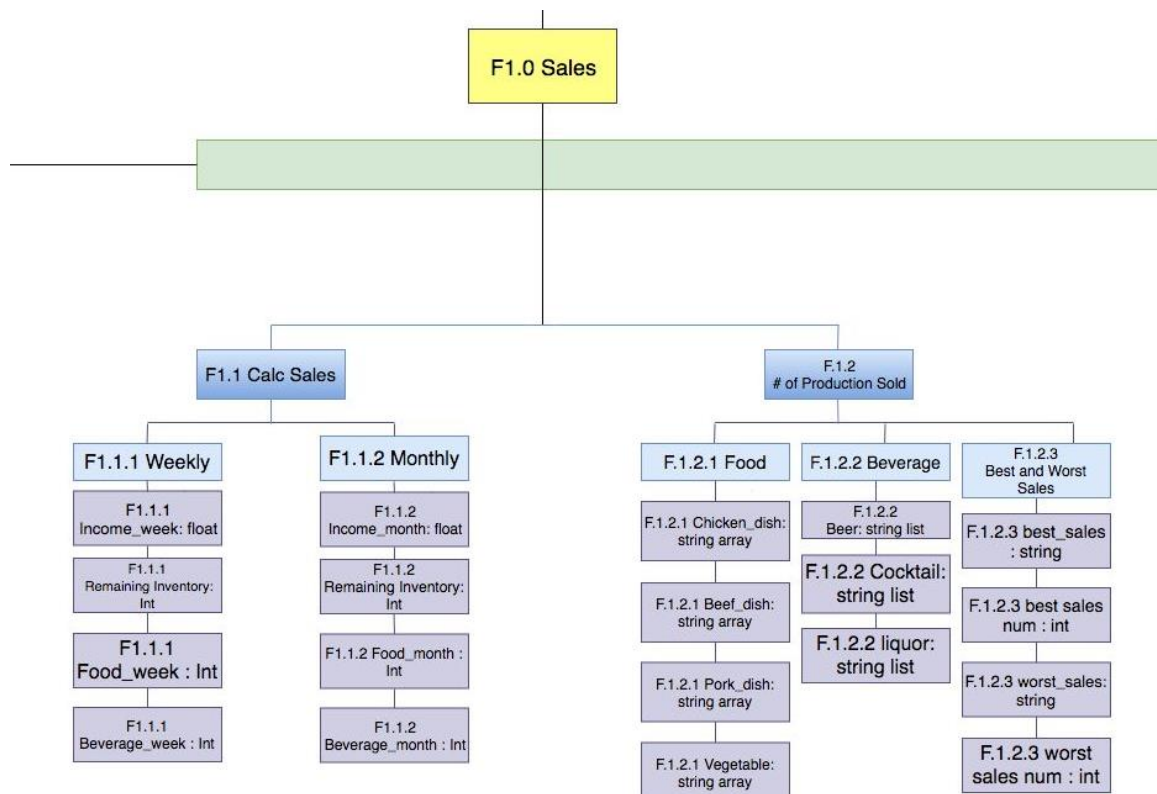 F1.0 Sales
F1.1 Calc Sales
F.1.2
# of Production Sold
F1.1.1 Weekly
F1.1.1
Income_week: float
F1.1.1
Remaining Inventory:
Int
F1.1.1
Food_week : Int
F1.1.1
Beverage_week : Int
F1.1.2 Monthly
F1.1.2
Income_month: float
F1.1.2
Remaining Inventory:
Int
F1.1.2 Food_month :
Int
F1.1.2
Beverage_month : Int
F.1.2.1 Food
F.1.2.1 Chicken_dish:
string array
F.1.2.1 Beef_dish:
string array
F.1.2.1 Pork_dish:
string array
F.1.2.1 Vegetable:
string array
F.1.2.2 Beverage
F.1.2.2
Beer: string list
F.1.2.2 Cocktail:
string list
F.1.2.2 liquor:
string list
F.1.2.3
Best and Worst
Sales
F.1.2.3 best_sales
: string
F.1.2.3 best sales
num : int
F.1.2.3 worst_sales:
string
F.1.2.3 worst
sales num : int